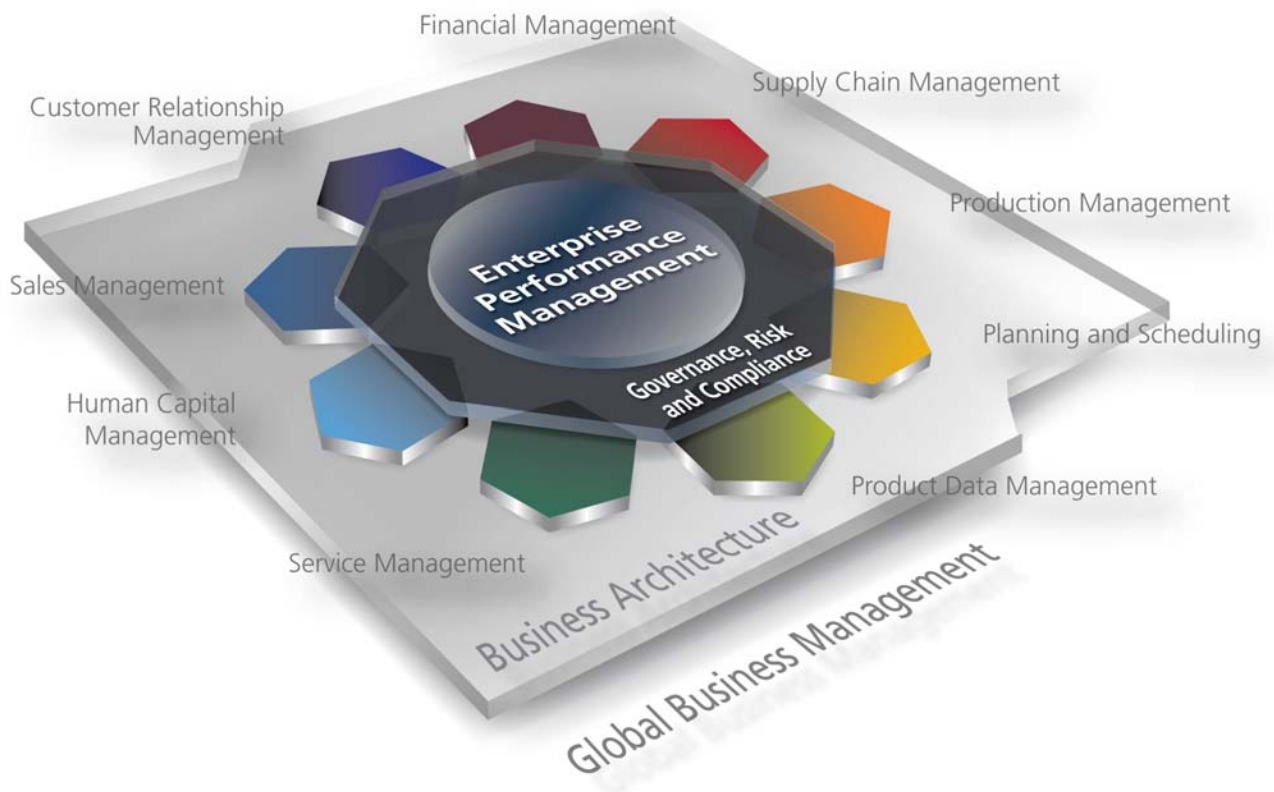 Financial Management
Supply Chain Management
Customer Relationship
Management
Production Management
Enterprise
Performance
Management
Sales Management
Planning and Scheduling
Governance, Risk
and Compliance
Human Capital
Management
Product Data Management
Service Management
Business Architecture
Global Business Management